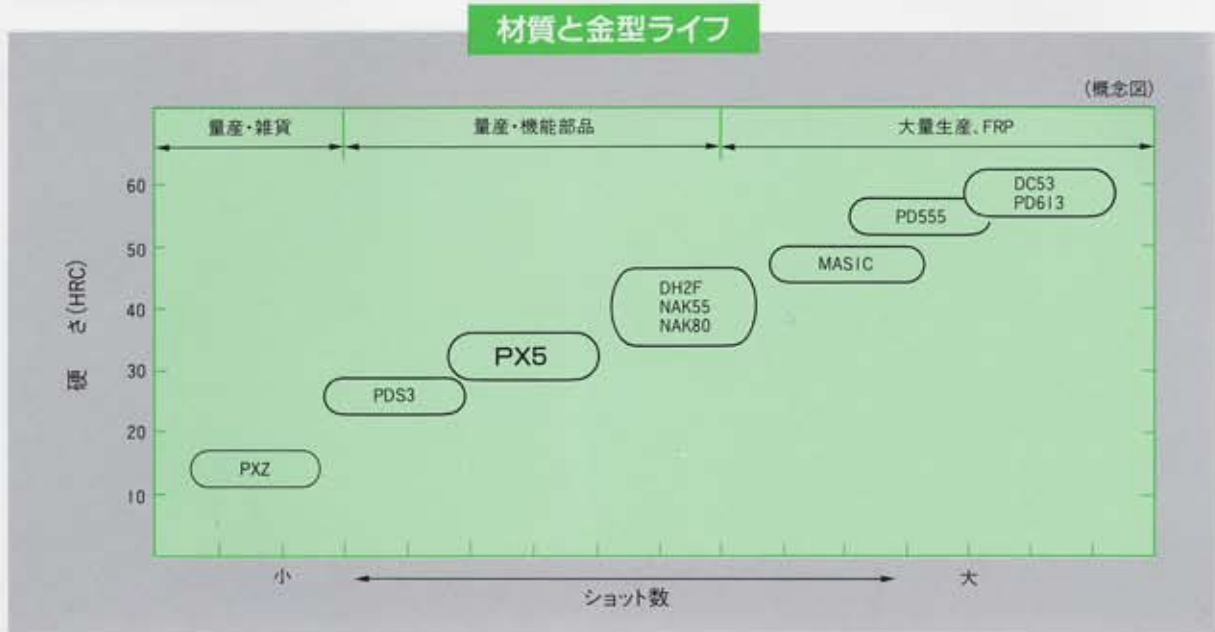 材質と金型ライフ
(概念図)
量産・雑貨
量産・機能部品
大量生産、FRP
60
50
40
30
20
10
硬 さ(HRC)
DC53
PD613
PD555
MASIC
DH2F
NAK55
NAK80
PX5
PDS3
PXZ
小
大
ショット数